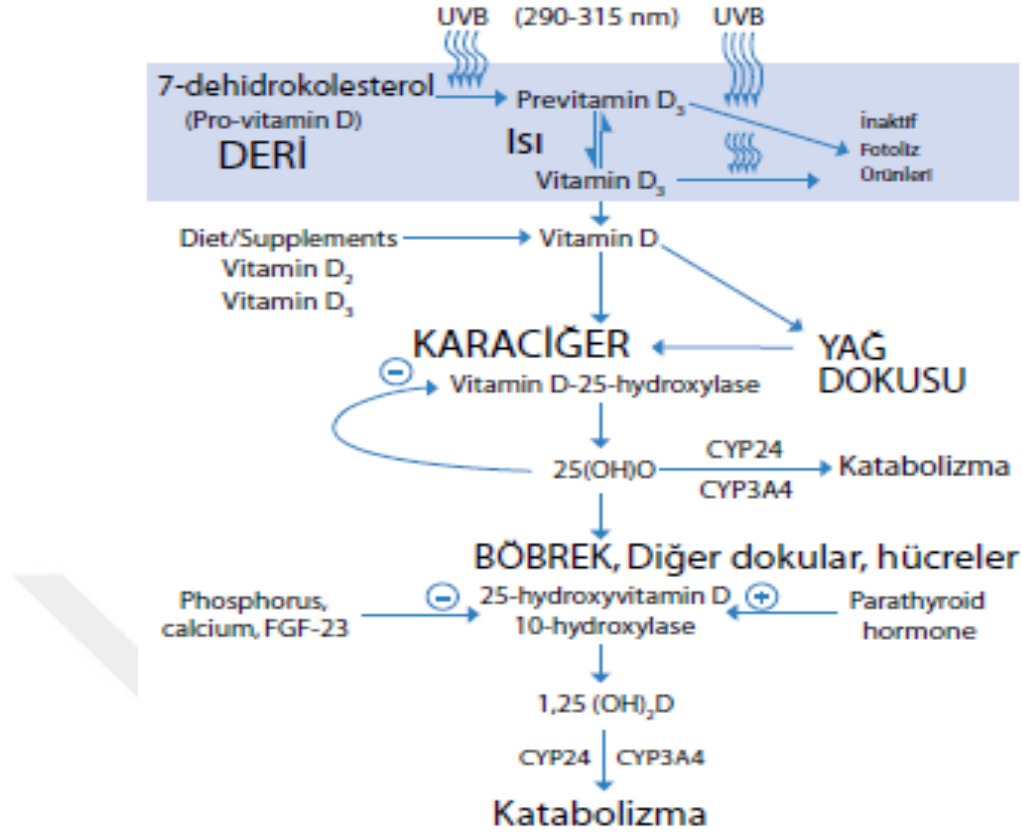 UVB (290-315 nm) UVB
7-dehidrokolesterol
(Pro-vitamin D)
DERİ
Previtamin D₃
Isı
Vitamin D₃
İnaktif
Fotoliz
Ürünleri
Diet/Supplements
Vitamin D₂
Vitamin D₃
Vitamin D
KARACİĞER
Vitamin D-25-hydroxylase
YAĞ
DOKUSU
25(OH)O
CYP24
CYP3A4
Katabolizma
BÖBREK, Diğer dokular, hücreler
Phosphorus,
calcium, FGF-23
25-hydroxyvitamin D
10-hydroxylase
Parathyroid
hormone
1,25 (OH)₂D
CYP24 CYP3A4
Katabolizma